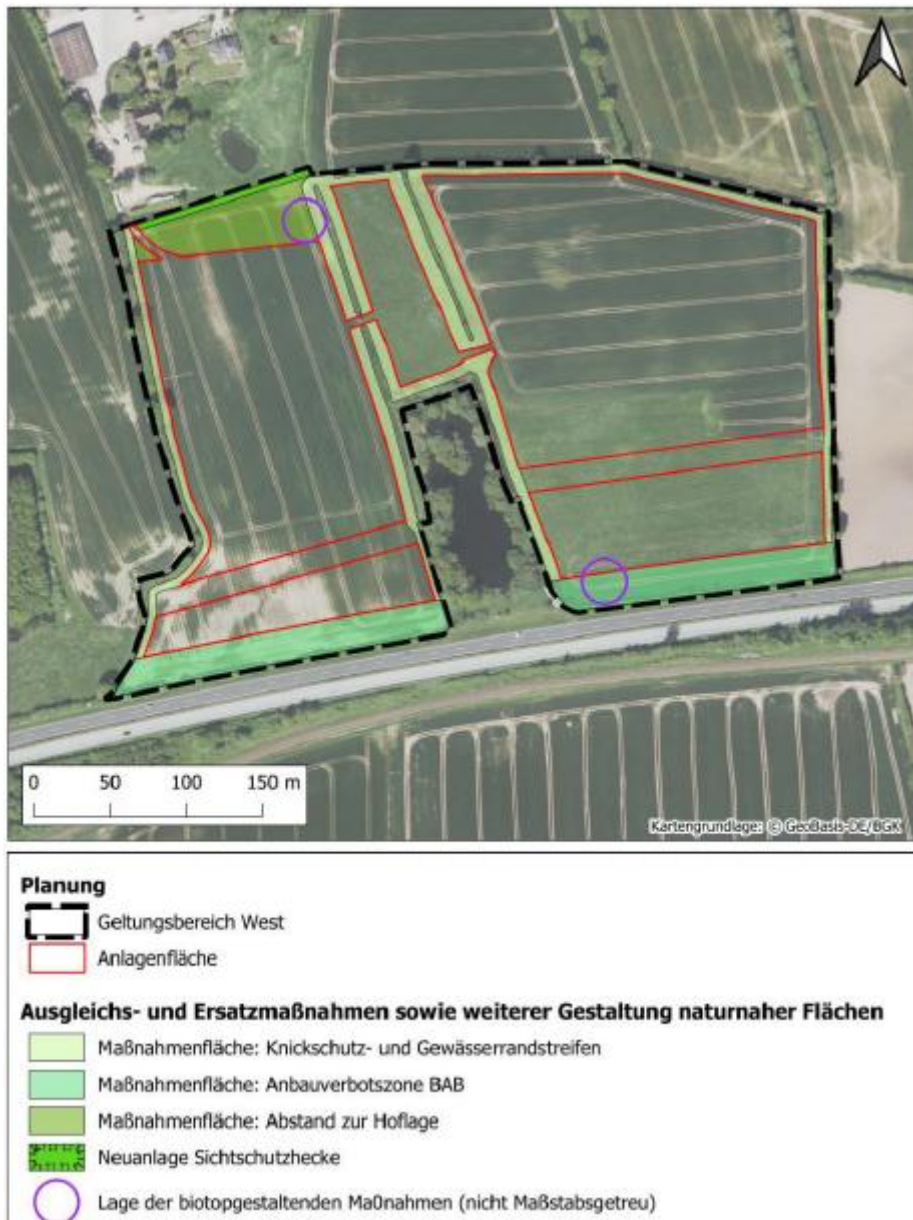 0 50 100 150 m
Kartengrundlage: © GeoBasis-DE/BGK
Planung
Geltungsbereich West
Anlagenfläche
Ausgleichs- und Ersatzmaßnahmen sowie weiterer Gestaltung naturnaher Flächen
Maßnahmenfläche: Knickschutz- und Gewässerrandstreifen
Maßnahmenfläche: Anbauverbotszone BAB
Maßnahmenfläche: Abstand zur Hoflage
Neuanlage Sichtschutzhecke
Lage der biotopgestaltenden Maßnahmen (nicht Maßstabsgetreu)